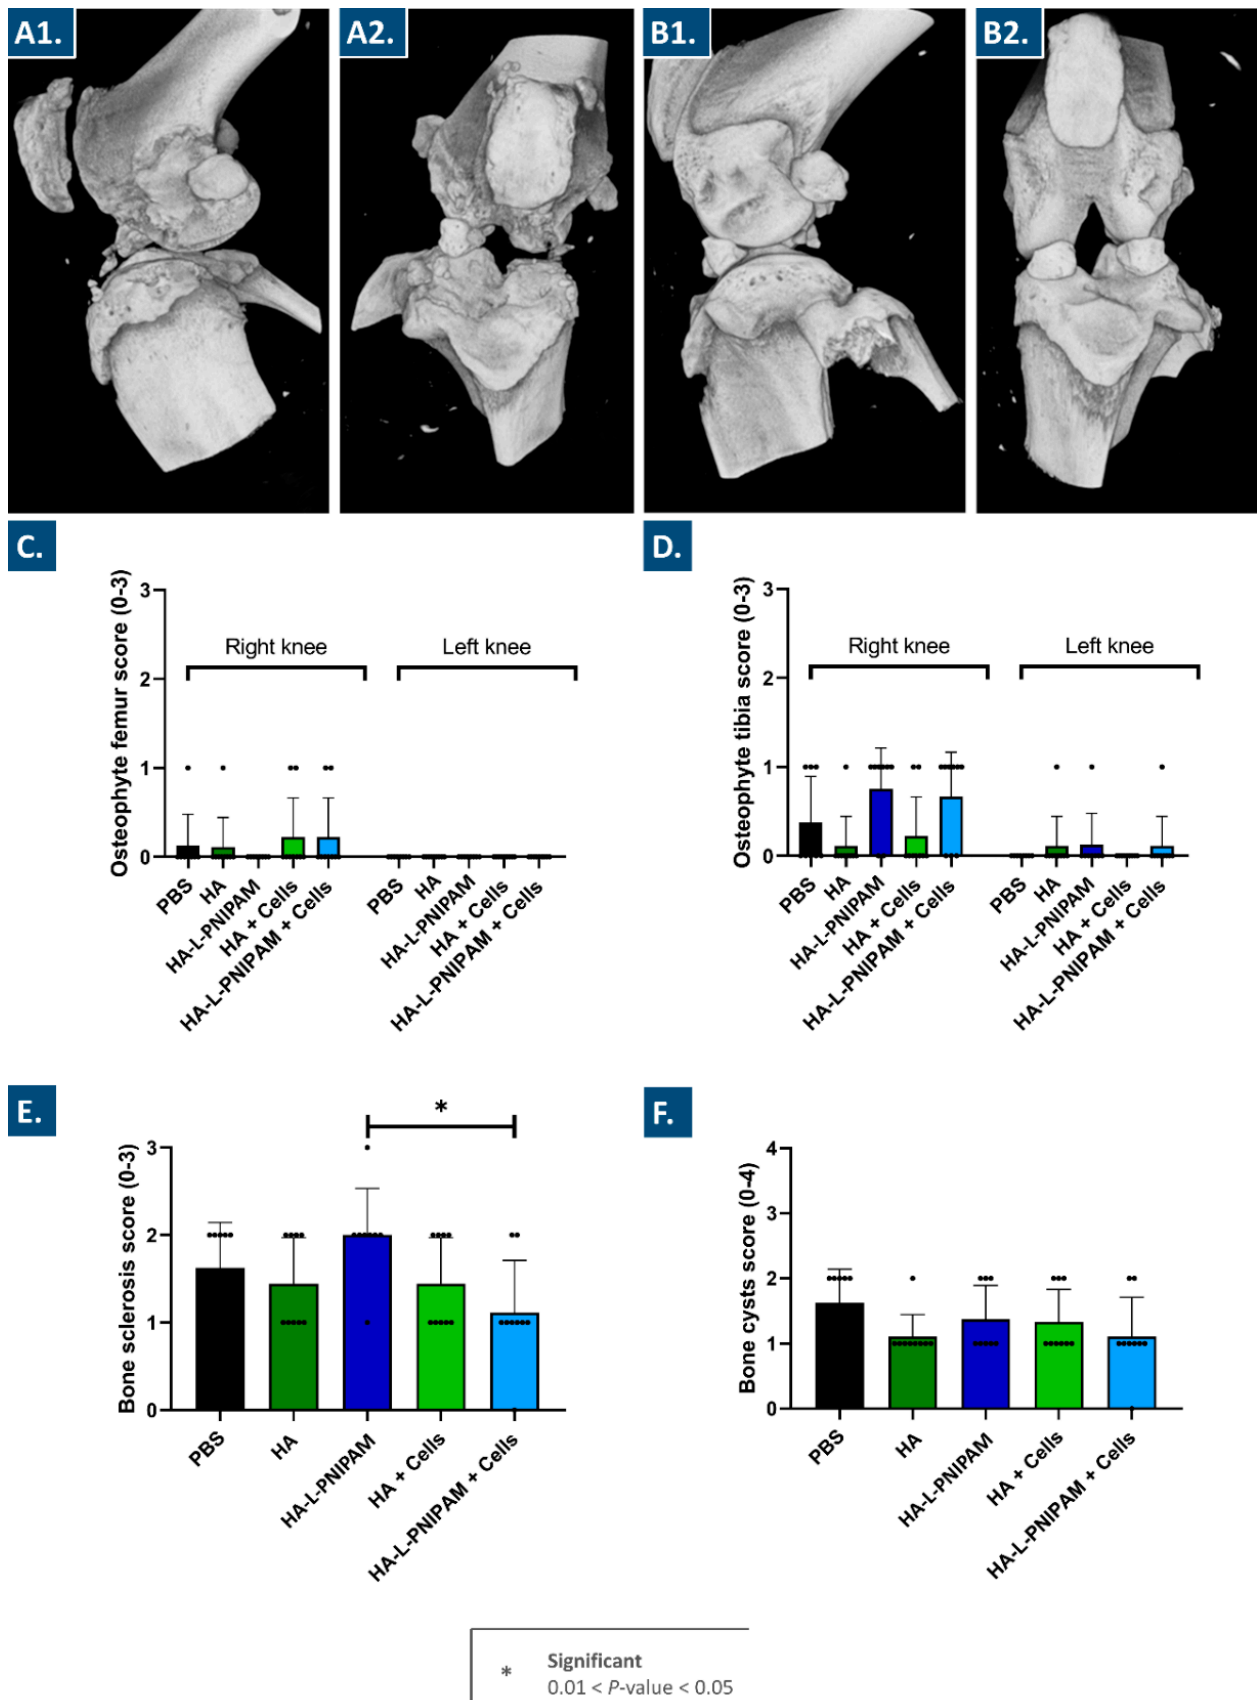 A1.
A2.
B1.
B2.
C.
D.
Osteophyte femur score (0-3)
3
2
1
0
Right knee
Left knee
PBS
HA
HA-L-PNIPAM
HA + Cells
HA-L-PNIPAM + Cells
PBS
HA
HA-L-PNIPAM
HA + Cells
HA-L-PNIPAM + Cells
Osteophyte tibia score (0-3)
3
2
1
0
Right knee
Left knee
PBS
HA
HA-L-PNIPAM
HA + Cells
HA-L-PNIPAM + Cells
PBS
HA
HA-L-PNIPAM
HA + Cells
HA-L-PNIPAM + Cells
E.
F.
Bone sclerosis score (0-3)
3
2
1
0
*
PBS
HA
HA-L-PNIPAM
HA + Cells
HA-L-PNIPAM + Cells
Bone cysts score (0-4)
4
3
2
1
0
PBS
HA
HA-L-PNIPAM
HA + Cells
HA-L-PNIPAM + Cells
* Significant
0.01 < P-value < 0.05